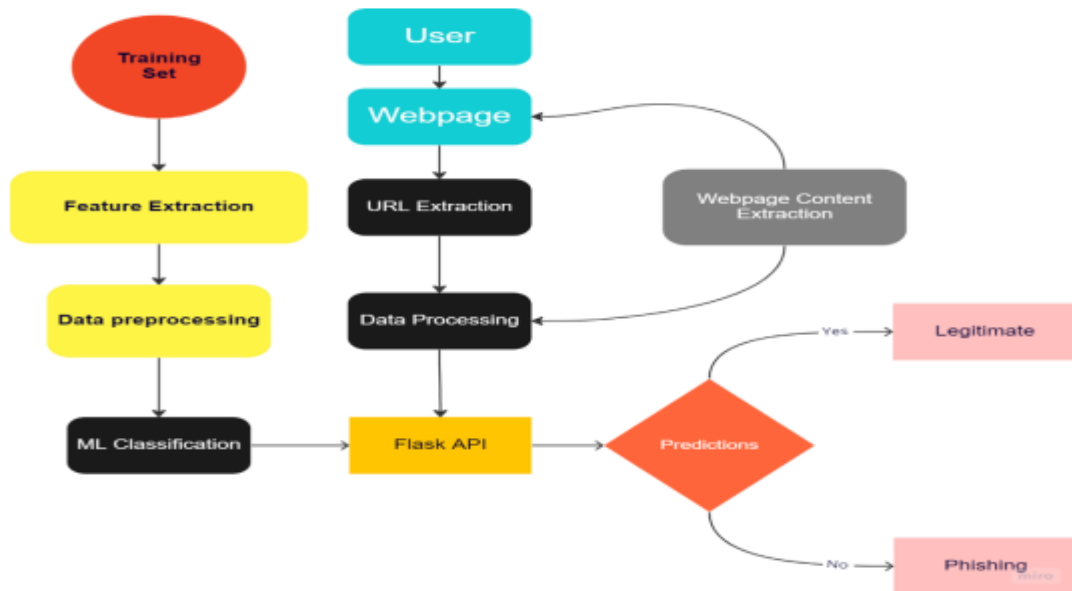 Training
Set
Feature Extraction
Data preprocessing
ML Classification
User
Webpage
URL Extraction
Data Processing
Flask API
Webpage Content
Extraction
Predictions
Yes
Legitimate
No
Phishing
miro